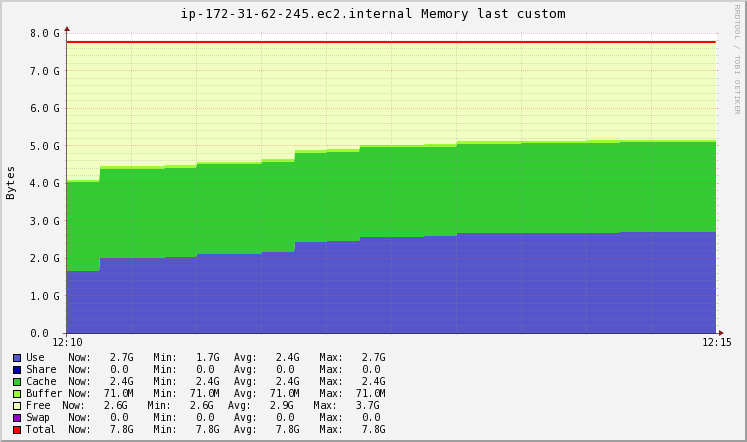 ip-172-31-62-245.ec2.internal Memory last custom
RRDTOOL / TOBI OETIKER
Bytes
8.0 G
7.0 G
6.0 G
5.0 G
4.0 G
3.0 G
2.0 G
1.0 G
0.0
12:10 12:15
Use Now: 2.7G Min: 1.7G Avg: 2.4G Max: 2.7G
Share Now: 0.0 Min: 0.0 Avg: 0.0 Max: 0.0
Cache Now: 2.4G Min: 2.4G Avg: 2.4G Max: 2.4G
Buffer Now: 71.0M Min: 71.0M Avg: 71.0M Max: 71.0M
Free Now: 2.6G Min: 2.6G Avg: 2.9G Max: 3.7G
Swap Now: 0.0 Min: 0.0 Avg: 0.0 Max: 0.0
Total Now: 7.8G Min: 7.8G Avg: 7.8G Max: 7.8G